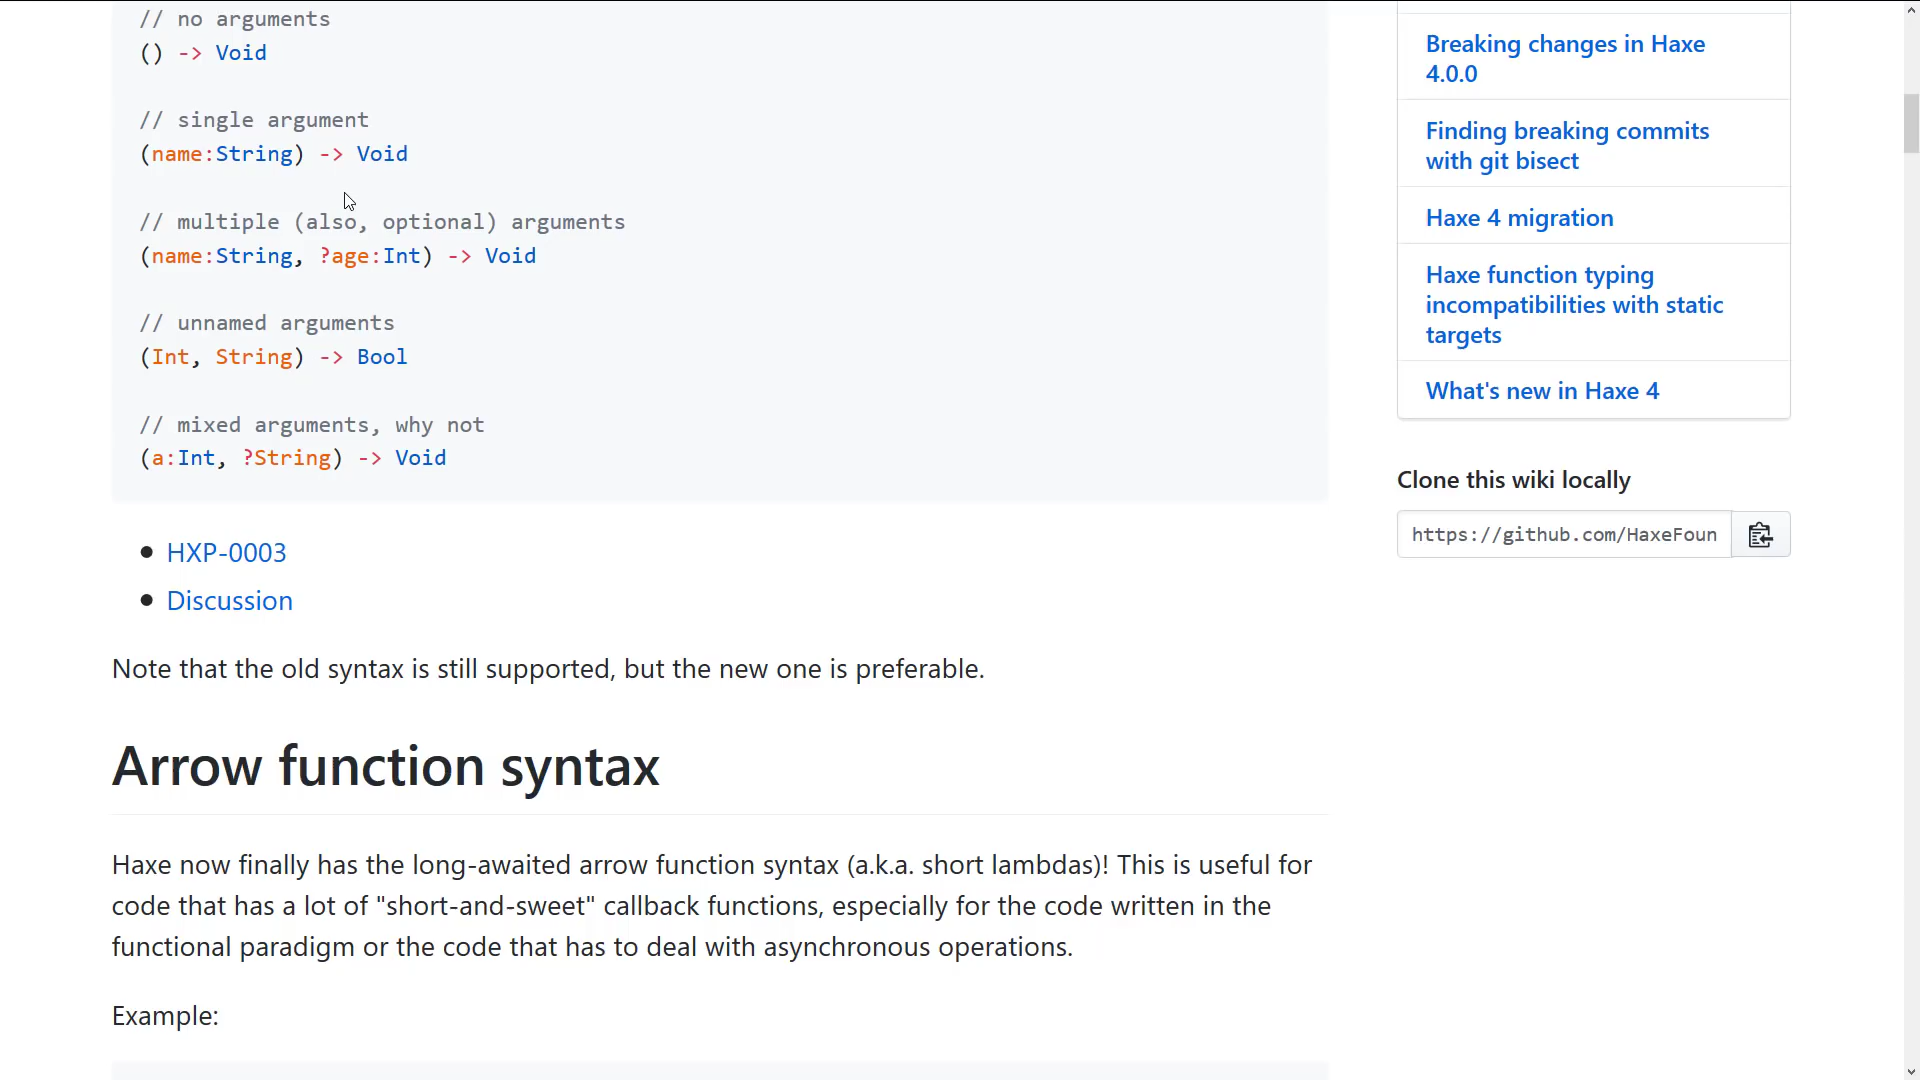 // no arguments
() -> Void
// single argument
(name:String) -> Void
// multiple (also, optional) arguments
(name:String, ?age:Int) -> Void
// unnamed arguments
(Int, String) -> Bool
// mixed arguments, why not
(a:Int, ?String) -> Void
HXP-0003
Discussion
Note that the old syntax is still supported, but the new one is preferable.
Arrow function syntax
Haxe now finally has the long-awaited arrow function syntax (a.k.a. short lambdas)! This is useful for
code that has a lot of "short-and-sweet" callback functions, especially for the code written in the
functional paradigm or the code that has to deal with asynchronous operations.
Example:
Breaking changes in Haxe
4.0.0
Finding breaking commits
with git bisect
Haxe 4 migration
Haxe function typing
incompatibilities with static
targets
What's new in Haxe 4
Clone this wiki locally
https://github.com/HaxeFoun